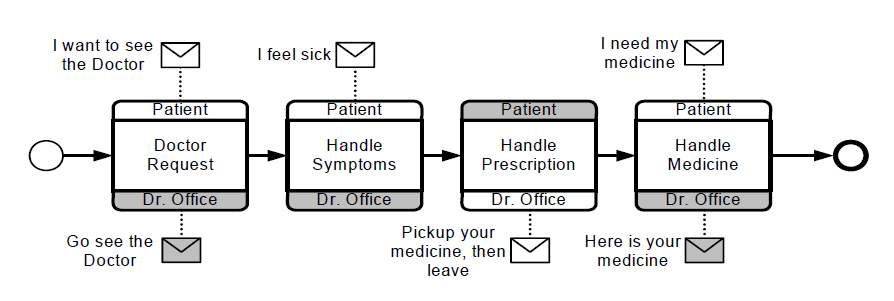 I want to see
the Doctor
I feel sick
I need my
medicine
Patient
Patient
Patient
Patient
Doctor
Request
Handle
Symptoms
Handle
Prescription
Handle
Medicine
Dr. Office
Dr. Office
Dr. Office
Dr. Office
Go see the
Doctor
Pickup your
medicine, then
leave
Here is your
medicine